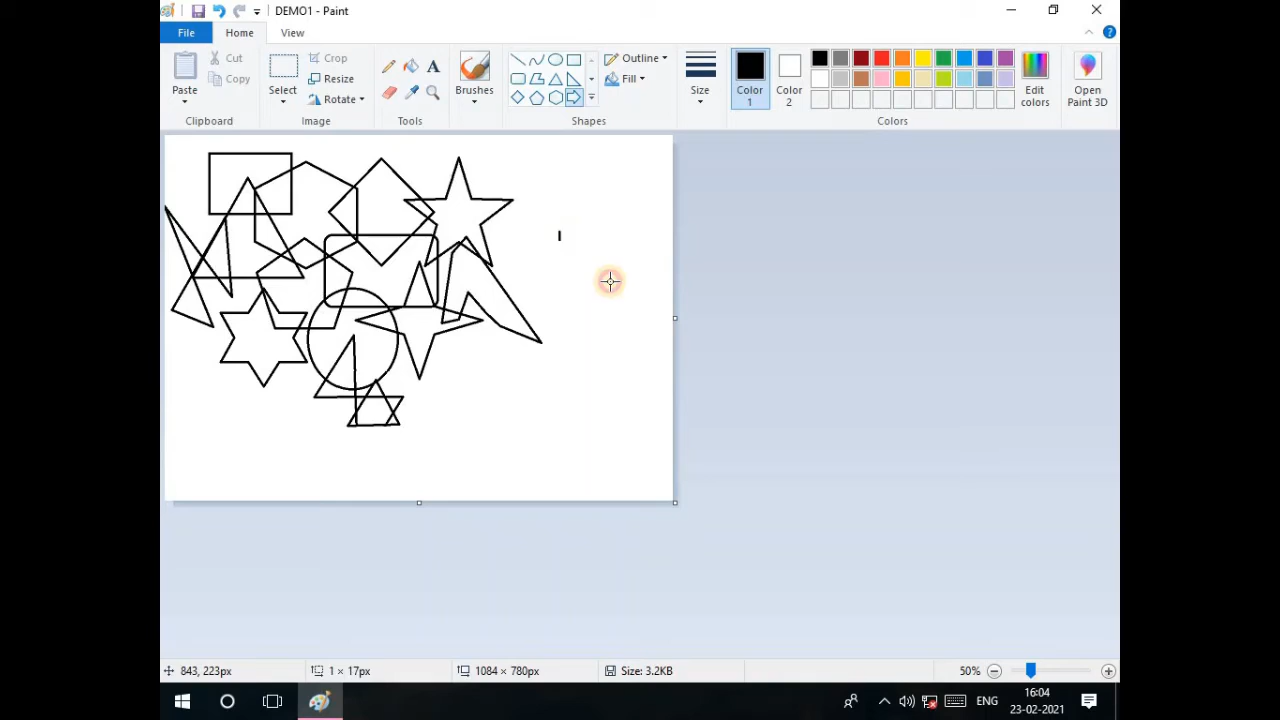 DEMO1 - Paint
File Home View
Paste
Cut
Copy
Clipboard
Select
Crop
Resize
Rotate
Image
A
Tools
Brushes
Outline
Fill
Shapes
Size
Color 1
Color 2
Edit colors
Colors
Open Paint 3D
843, 223px 1 × 17px 1084 × 780px Size: 3.2KB 50%
ENG
16:04
23-02-2021